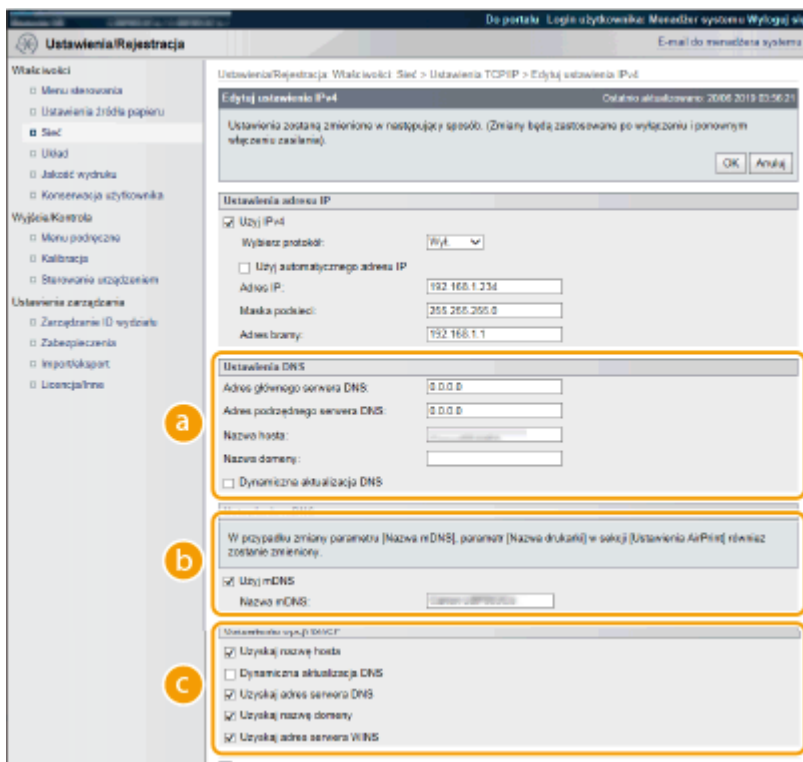 Do portalu Login użytkownika: Menedżer systemu Wyloguj się
Ustawienia/Rejestracja
E-mail do menedżera systemu
Właściwości
Menu sterowania
Ustawienia źródła papieru
Sieć
Układ
Jakość wydruku
Konserwacja użytkownika
Wyjście/Kontrola
Menu podręczne
Kalibracja
Sterowanie urządzeniem
Ustawienia zarządzania
Zarządzanie ID wydziału
Zabezpieczenia
Import/eksport
Licencja/Inne
Ustawienia/Rejestracja: Właściwości: Sieć > Ustawienia TCP/IP > Edytuj ustawienia IPv4
Edytuj ustawienia IPv4
Ostatnio aktualizowano: 20/06 2019 03:56:21
Ustawienia zostaną zmienione w następujący sposób. (Zmiany będą zastosowane po wyłączeniu i ponownym
włączeniu zasilania).
OK Anuluj
Ustawienia adresu IP
Użyj IPv4
Wybierz protokół: Wył.
Użyj automatycznego adresu IP
Adres IP: 192.168.1.234
Maska podsieci: 255.255.255.0
Adres bramy: 192.168.1.1
a
Ustawienia DNS
Adres głównego serwera DNS: 0.0.0.0
Adres podrzędnego serwera DNS: 0.0.0.0
Nazwa hosta:
Nazwa domeny:
Dynamiczna aktualizacja DNS
b
W przypadku zmiany parametru [Nazwa mDNS], parametr [Nazwa drukarki] w sekcji [Ustawienia AirPrint] również
zostanie zmieniony.
Użyj mDNS
Nazwa mDNS:
c
Ustawienia opcji DHCP
Uzyskaj nazwę hosta
Dynamiczna aktualizacja DNS
Uzyskaj adres serwera DNS
Uzyskaj nazwę domeny
Uzyskaj adres serwera WINS